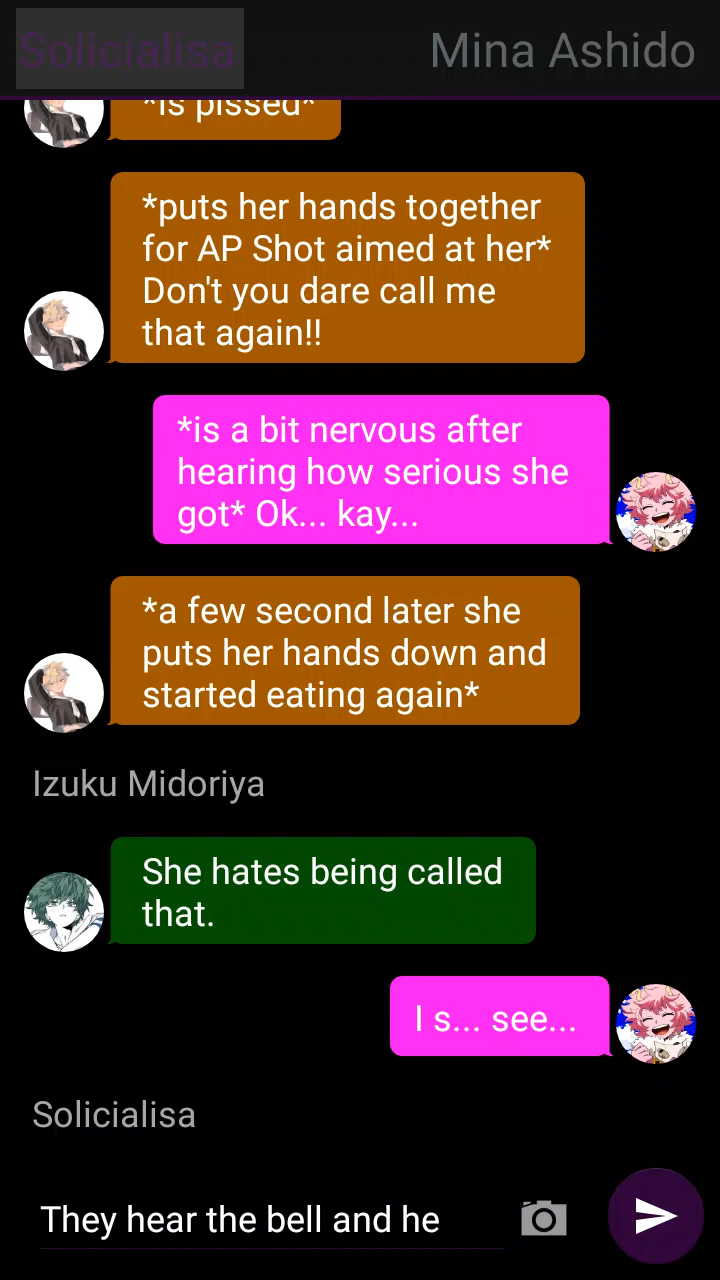 Solicialisa
Mina Ashido
*is pissed*
*puts her hands together
for AP Shot aimed at her*
Don't you dare call me
that again!!
*is a bit nervous after
hearing how serious she
got* Ok... kay...
*a few second later she
puts her hands down and
started eating again*
Izuku Midoriya
She hates being called
that.
I s... see...
Solicialisa
They hear the bell and he